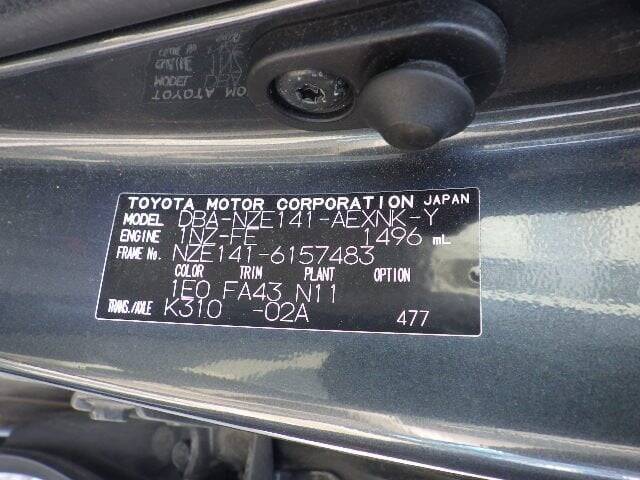 TOYOTA MOTOR CORPORATION JAPAN
MODEL DBA-NZE141-AEXNK-Y
ENGINE 1NZ-FE 1496 mL
FRAME No. NZE141-6157483
COLOR TRIM PLANT OPTION
1E0 FA43 N11
TRANS./AXLE K310 -02A 477